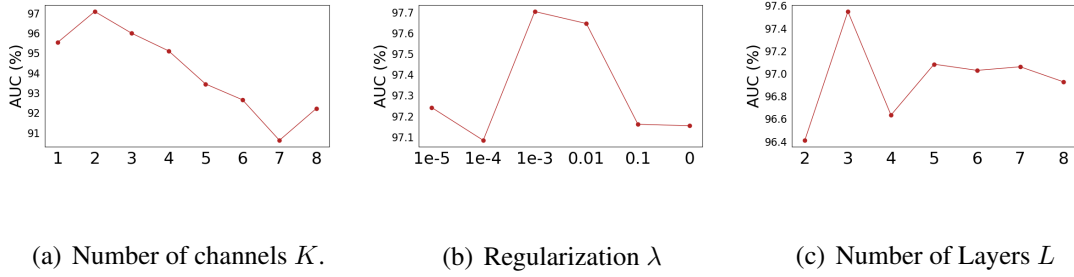 AUC (%)
97
96
95
94
93
92
91
1 2 3 4 5 6 7 8
(a) Number of channels K.
AUC (%)
97.7
97.6
97.5
97.4
97.3
97.2
97.1
1e-5 1e-4 1e-3 0.01 0.1 0
(b) Regularization λ
AUC (%)
97.6
97.4
97.2
97.0
96.8
96.6
96.4
2 3 4 5 6 7 8
(c) Number of Layers L